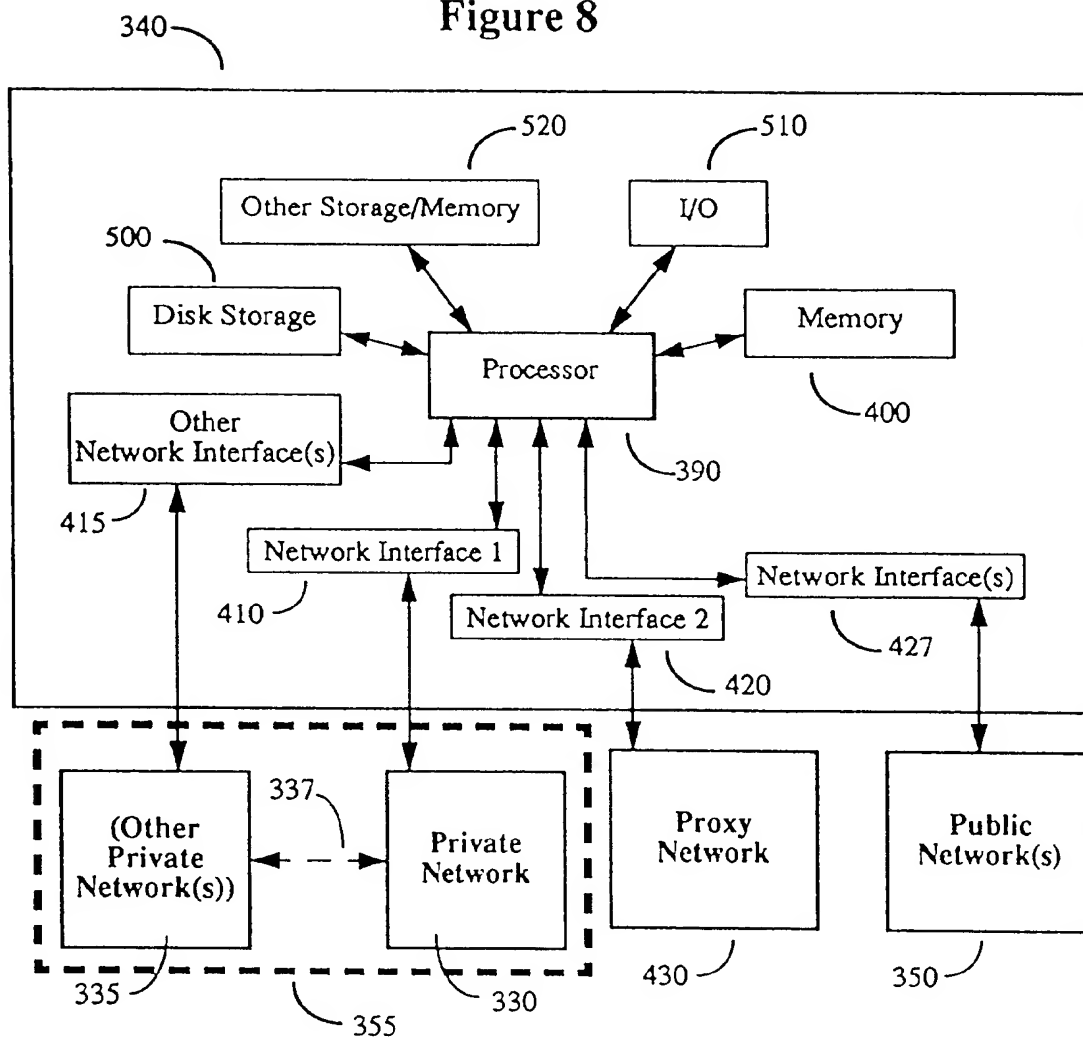 Figure 8
340
520
510
Other Storage/Memory
I/O
500
Disk Storage
Memory
Processor
400
Other
Network Interface(s)
390
415
Network Interface 1
Network Interface(s)
410
Network Interface 2
427
420
337
(Other
Private
Network(s))
Private
Network
Proxy
Network
Public
Network(s)
335
330
430
350
355